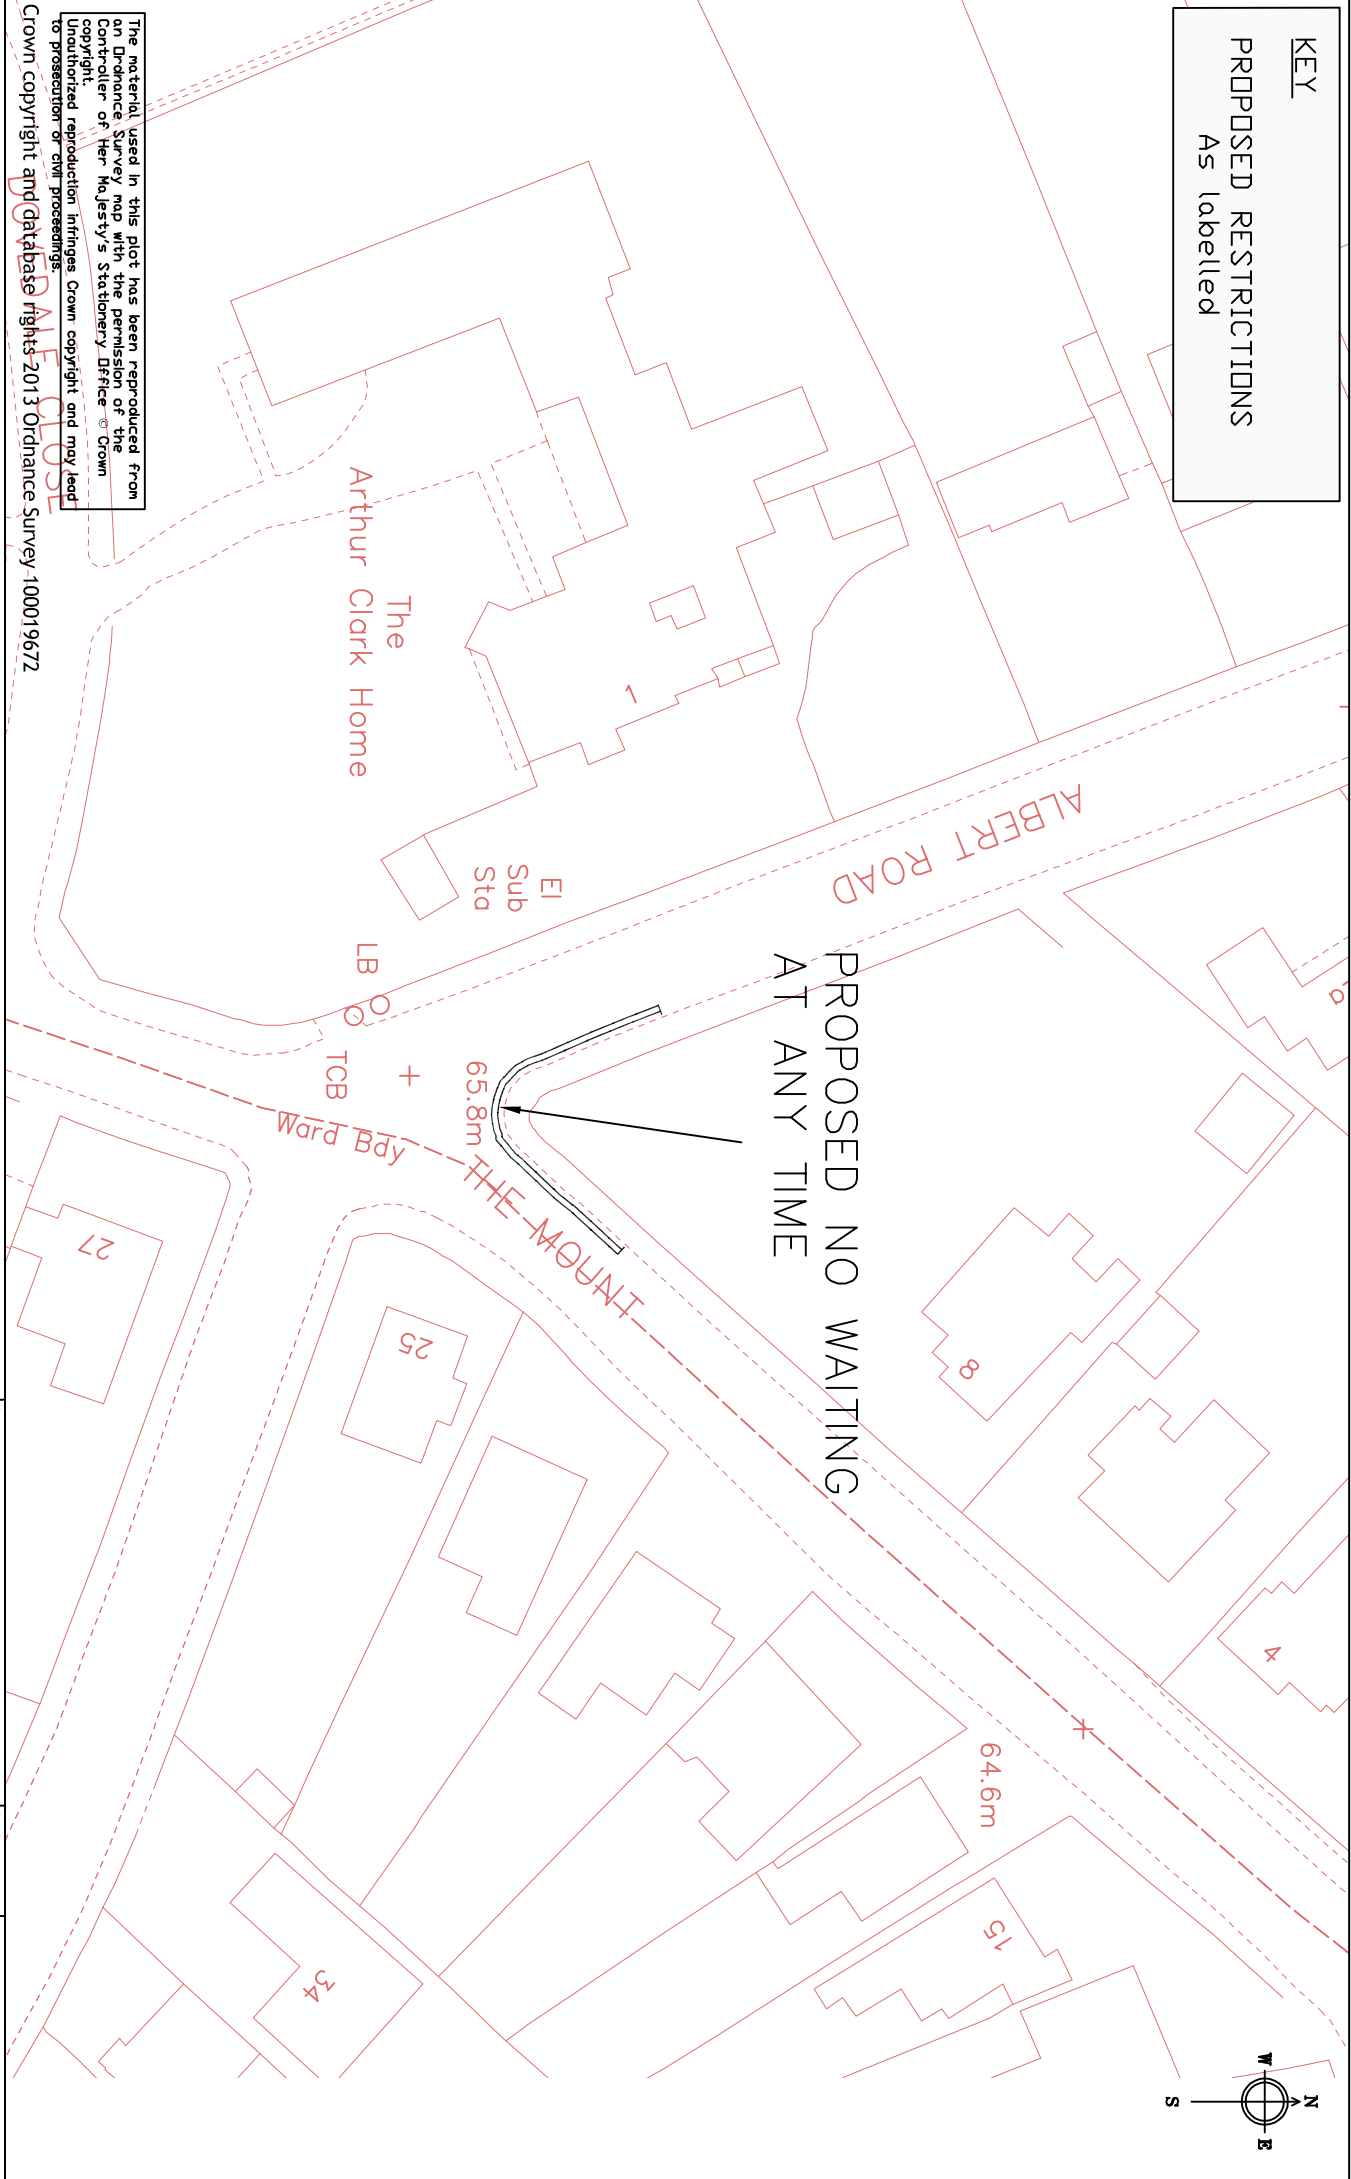 KEY
PROPOSED RESTRICTIONS
As labelled
ALBERT ROAD
PROPOSED NO WAITING
AT ANY TIME
8
4
1
El
Sub
Sta
The
Arthur Clark Home
LB
TCB
65.8m
Ward Bdy
THE MOUNT
64.6m
27
25
15
34
DOVEDALE CLOSE
The material used in this plot has been reproduced from
an Ordnance Survey map with the permission of the
Controller of Her Majesty's Stationery Office © Crown
copyright.
Unauthorized reproduction infringes Crown copyright and may lead
to prosecution or civil proceedings.
Crown copyright and database rights 2013 Ordnance Survey 100019672
N
W
E
S